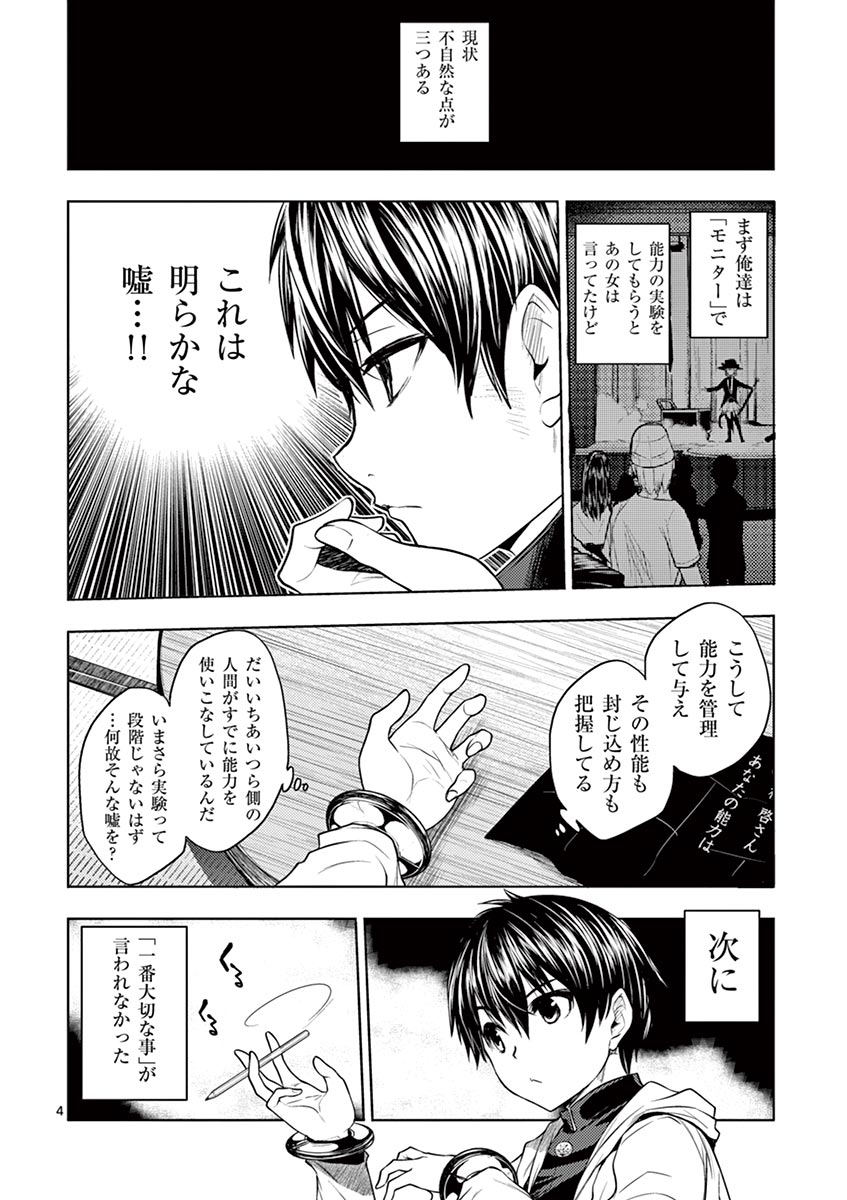 現状
不自然な点が
三つある
まず俺達は
「モニター」で
能力の実験を
してもらうと
あの女は
言ってたけど
これは
明らかな
嘘…!!
こうして
能力を管理
して与え
その性能も
封じ込め方も
把握してる
啓さん
あなたの能力は
だいいちあいつら側の
人間がすでに能力を
使いこなしているんだ
いまさら実験って
段階じゃないはず
…何故そんな嘘を?
次に
くる
くる
「一番大切な事」が
言われなかった
4